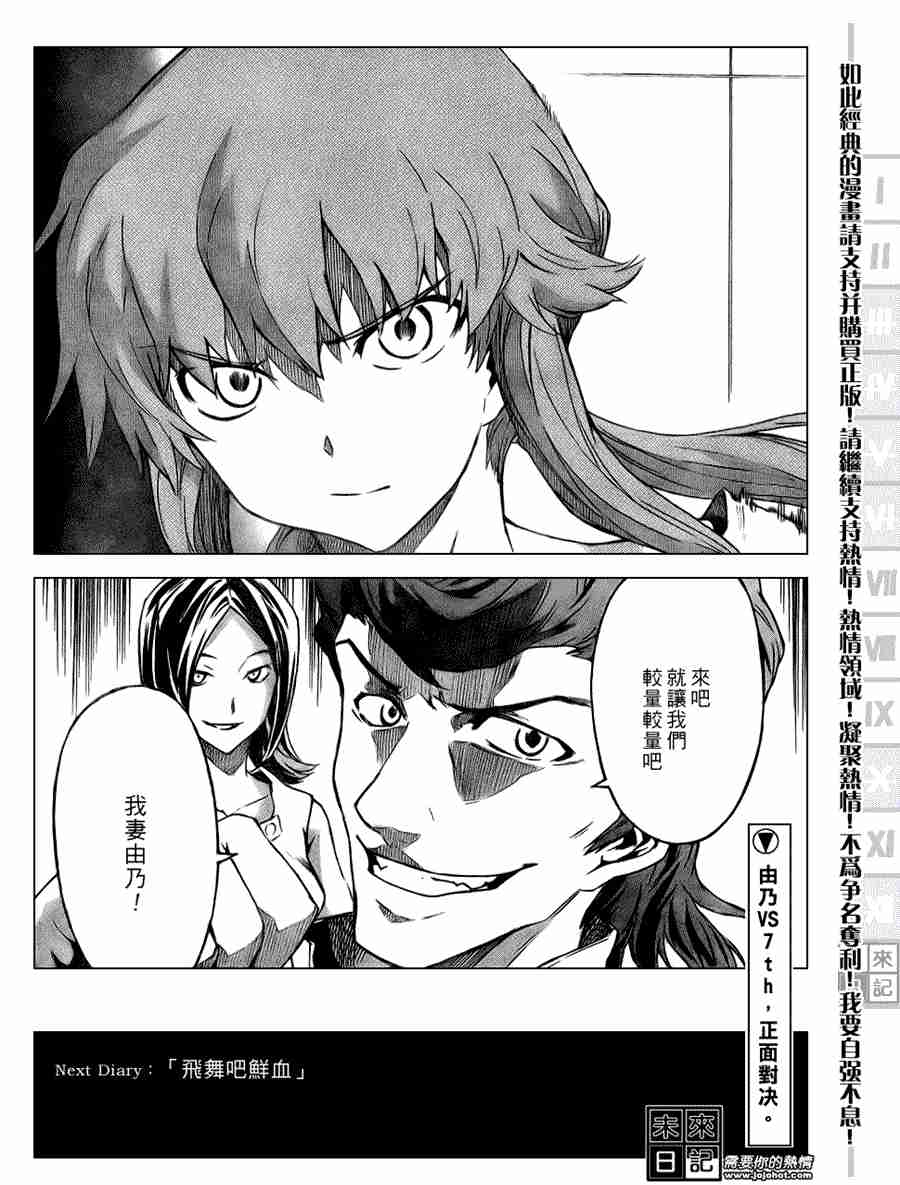 來吧
就讓我們
較量較量吧
我妻由乃！
由乃VS7th，正面對决。
Next Diary：「飛舞吧鮮血」
未來
日記
需要你的熱情
www.jojohot.com
如此經典的漫畫請支持并購買正版！請繼續支持熱情！熱情領域！凝聚熱情！不爲争名奪利！我要自强不息！
I
II
III
IV
V
VI
VII
VIII
IX
X
XI
XII
來
記